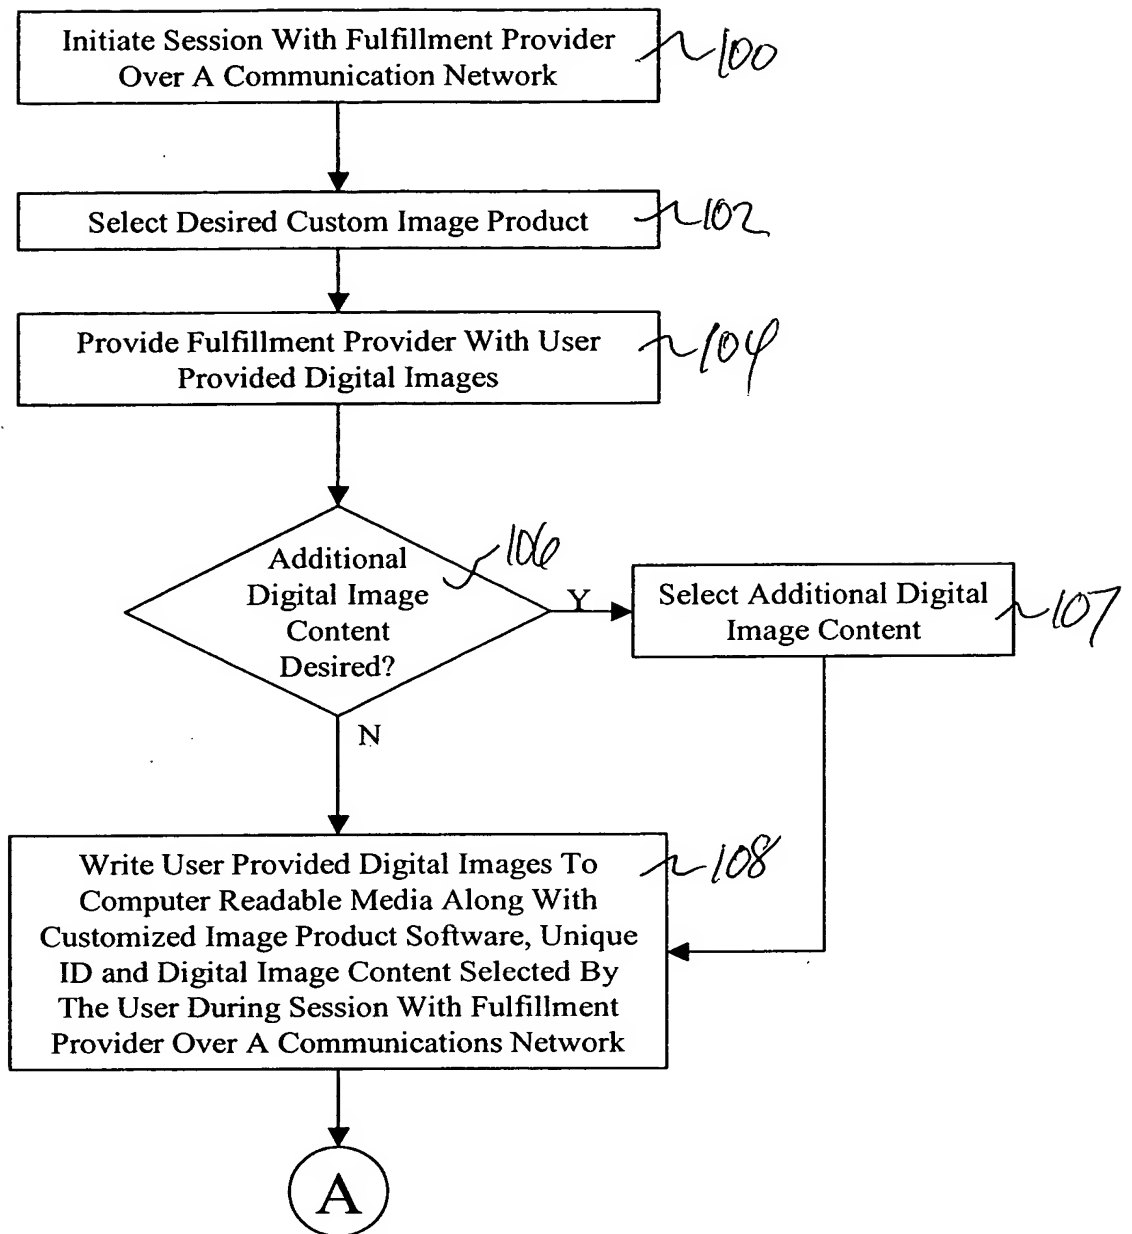 Initiate Session With Fulfillment Provider
Over A Communication Network
100
Select Desired Custom Image Product
102
Provide Fulfillment Provider With User
Provided Digital Images
104
Additional
Digital Image
Content
Desired?
106
Y
Select Additional Digital
Image Content
107
N
Write User Provided Digital Images To
Computer Readable Media Along With
Customized Image Product Software, Unique
ID and Digital Image Content Selected By
The User During Session With Fulfillment
Provider Over A Communications Network
108
A